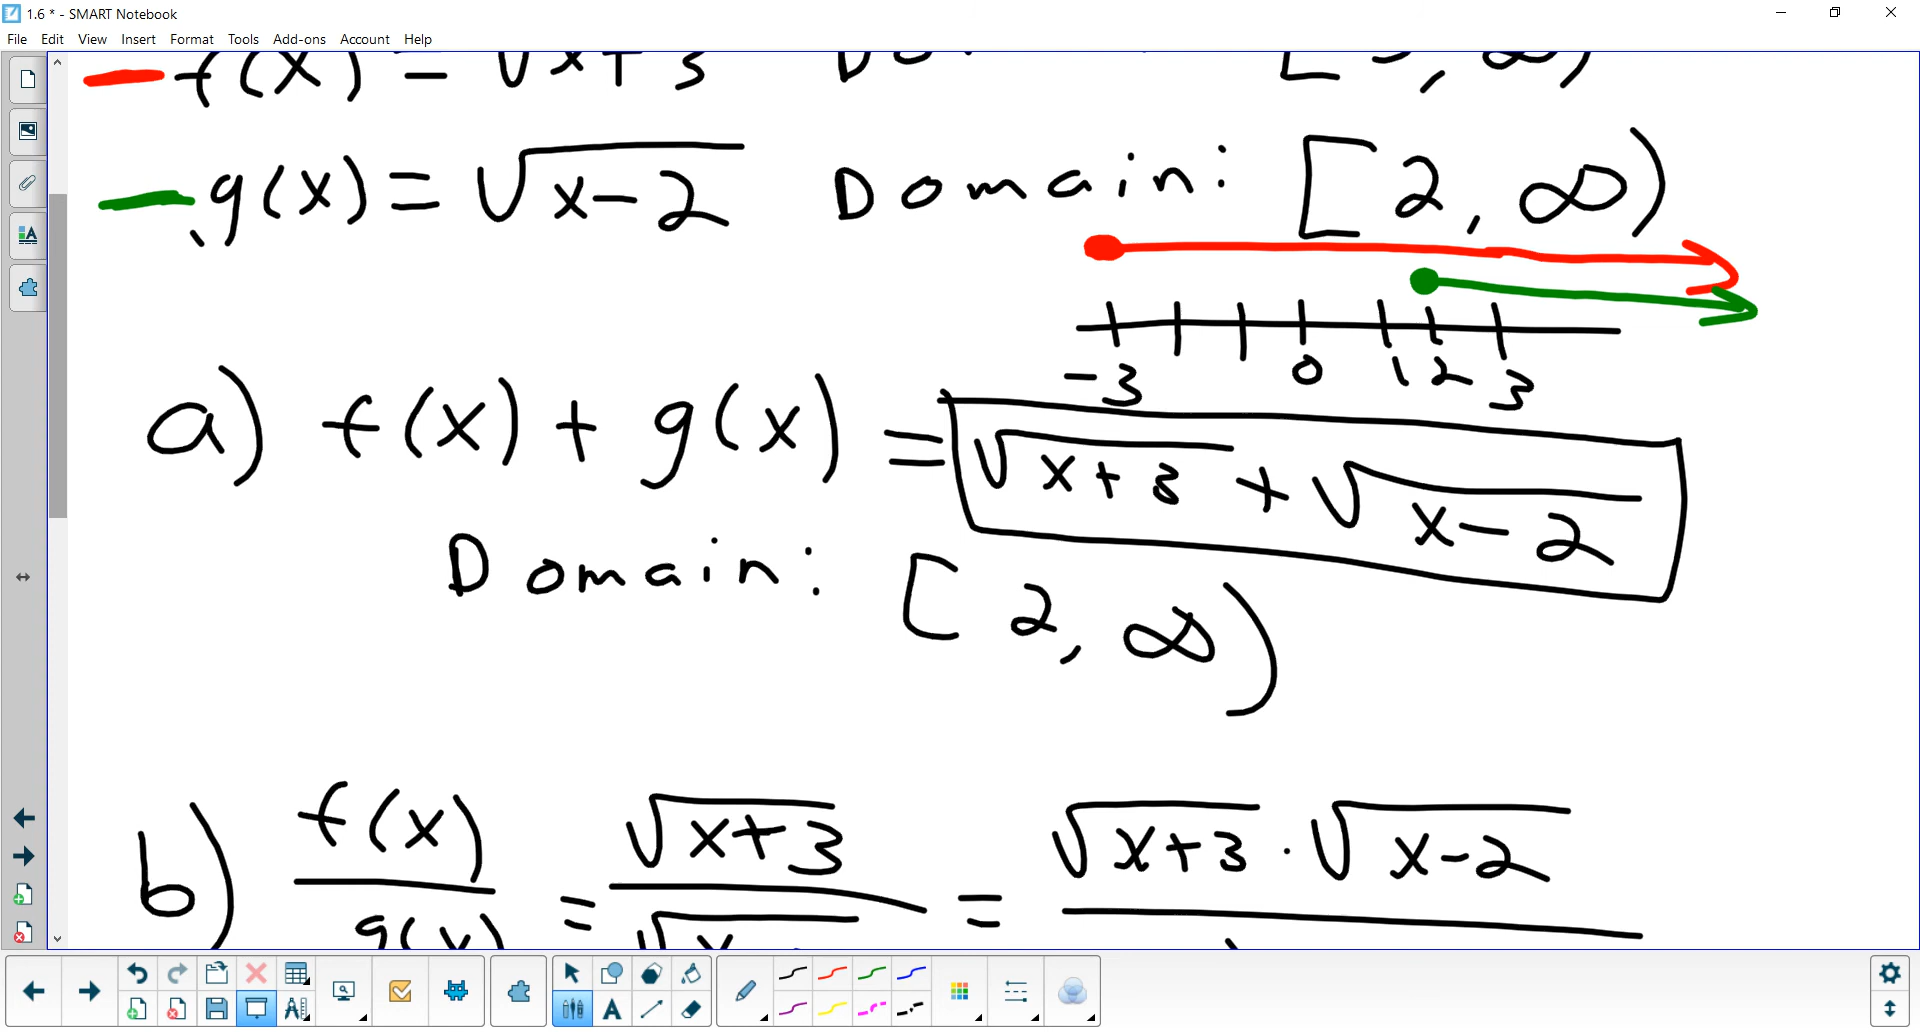 1.6 * - SMART Notebook
File Edit View Insert Format Tools Add-ons Account Help
f(x) = √x+3
g(x) = √x-2 Domain: [2, ∞)
-3 0 1 2 3
a) f(x) + g(x) = √x+3 + √x-2
Domain: [2, ∞)
b) f(x)/g(x) = √x+3/√x = √x+3 · √x-2